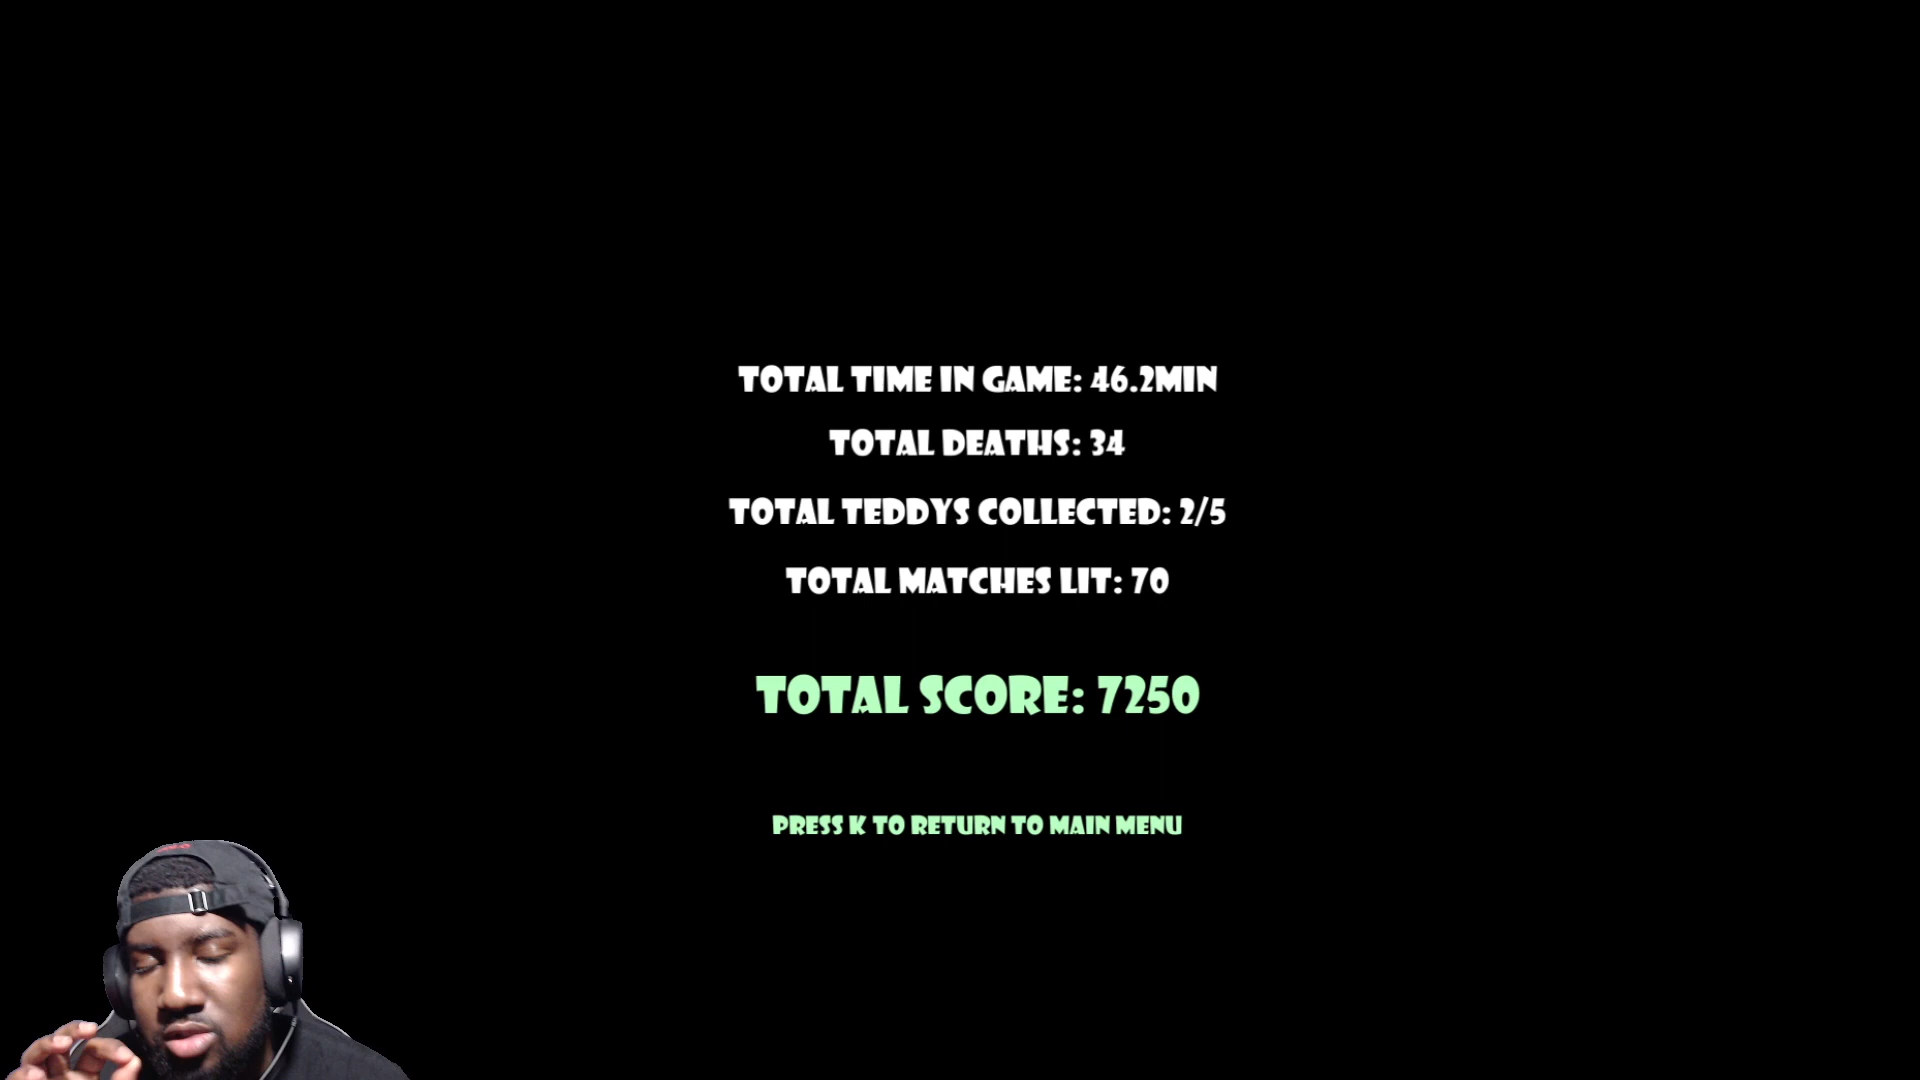 TOTAL TIME IN GAME: 46.2MIN
TOTAL DEATHS: 34
TOTAL TEDDYS COLLECTED: 2/5
TOTAL MATCHES LIT: 70
TOTAL SCORE: 7250
PRESS K TO RETURN TO MAIN MENU